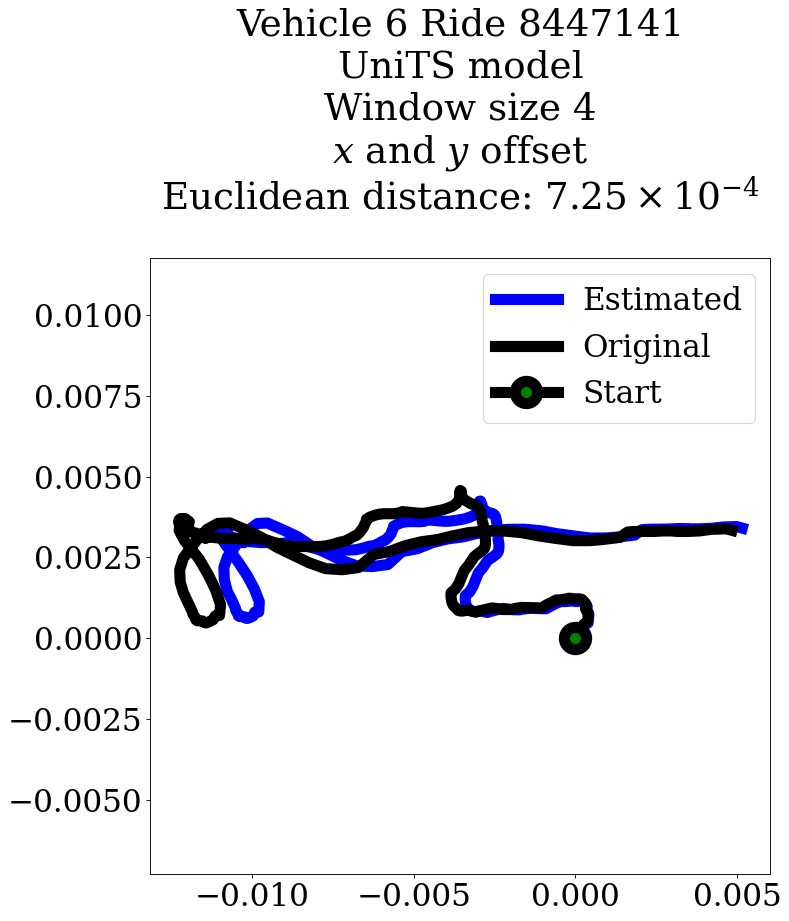 Vehicle 6 Ride 8447141
UniTS model
Window size 4
x and y offset
Euclidean distance: 7.25 × 10⁻⁴
Estimated
Original
Start
0.0100
0.0075
0.0050
0.0025
0.0000
−0.0025
−0.0050
−0.010 −0.005 0.000 0.005